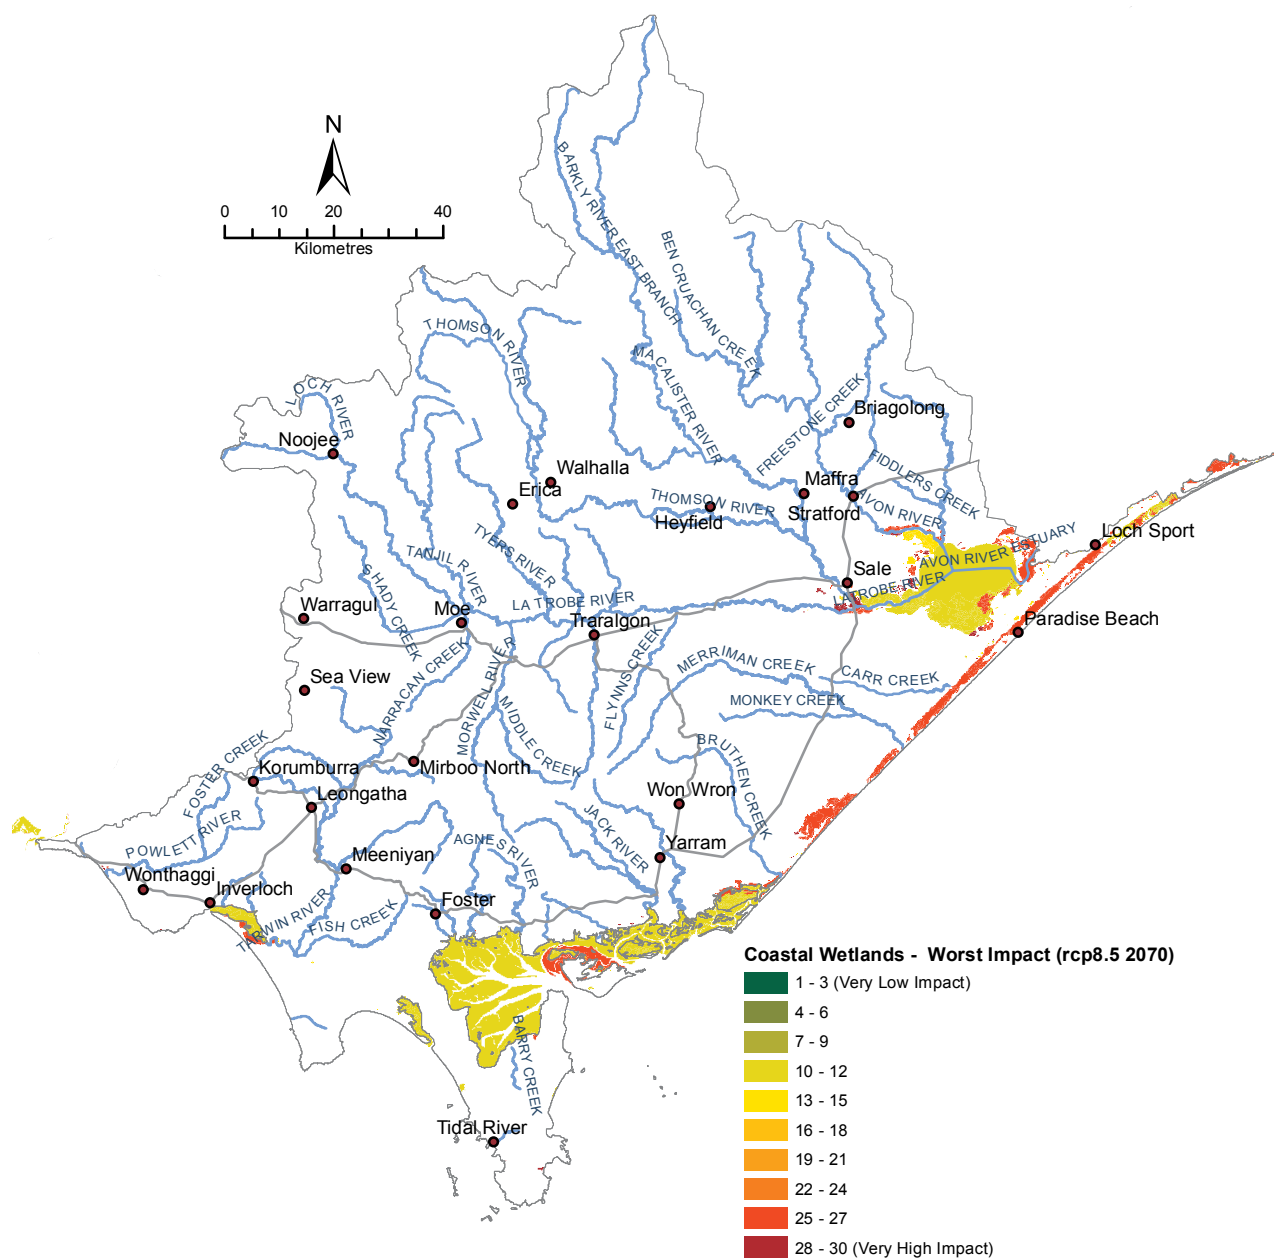 N
0 10 20 40
Kilometres
BARKLY RIVER EAST BRANCH
BEN CRUACHAN CREEK
THOMSON RIVER
MACALISTER RIVER
LOCH RIVER
FREESTONE CREEK
Briagolong
Noojee
Walhalla
FIDDLERS CREEK
Erica
Maffra
THOMSON RIVER
AVON RIVER
Heyfield
Stratford
TYERS RIVER
AVON RIVER ESTUARY
Loch Sport
TANJIL RIVER
SHADY CREEK
Sale
LATROBE RIVER
LA TROBE RIVER
Warragul
Moe
Traralgon
Paradise Beach
FLYNNS CREEK
MERRIMAN CREEK
CARR CREEK
Sea View
NARRACAN CREEK
MORWELL RIVER
MIDDLE CREEK
MONKEY CREEK
BRUTHEN CREEK
FOSTER CREEK
Korumburra
Mirboo North
Leongatha
Won Wron
POWLETT RIVER
JACK RIVER
AGNES RIVER
Meeniyan
Yarram
Wonthaggi
Inverloch
TARWIN RIVER
FISH CREEK
Foster
BARRY CREEK
Tidal River
Coastal Wetlands - Worst Impact (rcp8.5 2070)
1 - 3 (Very Low Impact)
4 - 6
7 - 9
10 - 12
13 - 15
16 - 18
19 - 21
22 - 24
25 - 27
28 - 30 (Very High Impact)